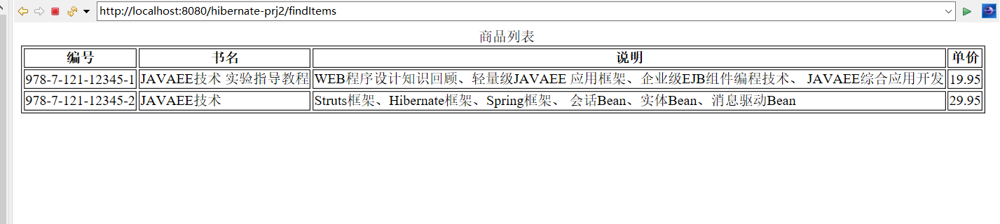 http://localhost:8080/hibernate-prj2/findItems
商品列表
编号 书名 说明 单价
978-7-121-12345-1 JAVAEE技术 实验指导教程 WEB程序设计知识回顾、轻量级JAVAEE 应用框架、企业级EJB组件编程技术、 JAVAEE综合应用开发 19.95
978-7-121-12345-2 JAVAEE技术 Struts框架、Hibernate框架、Spring框架、 会话Bean、实体Bean、消息驱动Bean 29.95